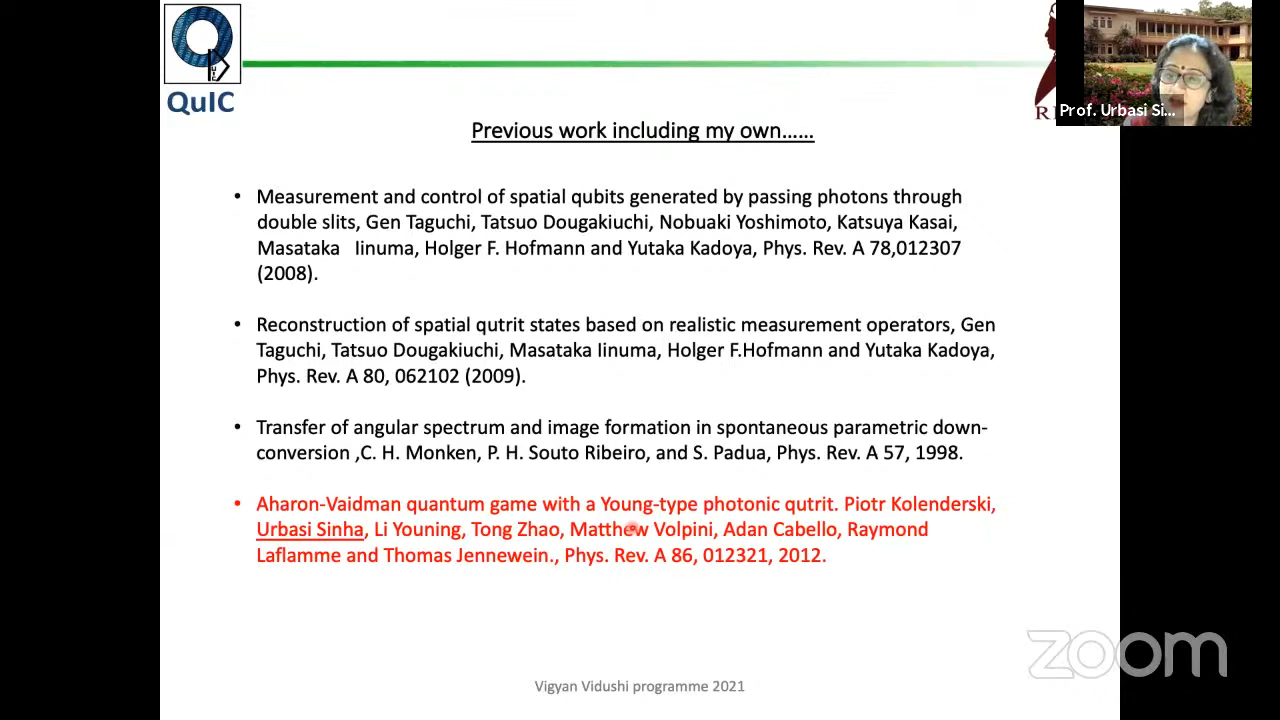 QuIC
R
Prof. Urbasi Si...
Previous work including my own......
• Measurement and control of spatial qubits generated by passing photons through
double slits, Gen Taguchi, Tatsuo Dougakiuchi, Nobuaki Yoshimoto, Katsuya Kasai,
Masataka Iinuma, Holger F. Hofmann and Yutaka Kadoya, Phys. Rev. A 78,012307
(2008).
• Reconstruction of spatial qutrit states based on realistic measurement operators, Gen
Taguchi, Tatsuo Dougakiuchi, Masataka Iinuma, Holger F.Hofmann and Yutaka Kadoya,
Phys. Rev. A 80, 062102 (2009).
• Transfer of angular spectrum and image formation in spontaneous parametric down-
conversion ,C. H. Monken, P. H. Souto Ribeiro, and S. Padua, Phys. Rev. A 57, 1998.
• Aharon-Vaidman quantum game with a Young-type photonic qutrit. Piotr Kolenderski,
Urbasi Sinha, Li Youning, Tong Zhao, Matthew Volpini, Adan Cabello, Raymond
Laflamme and Thomas Jennewein., Phys. Rev. A 86, 012321, 2012.
zoom
Vigyan Vidushi programme 2021